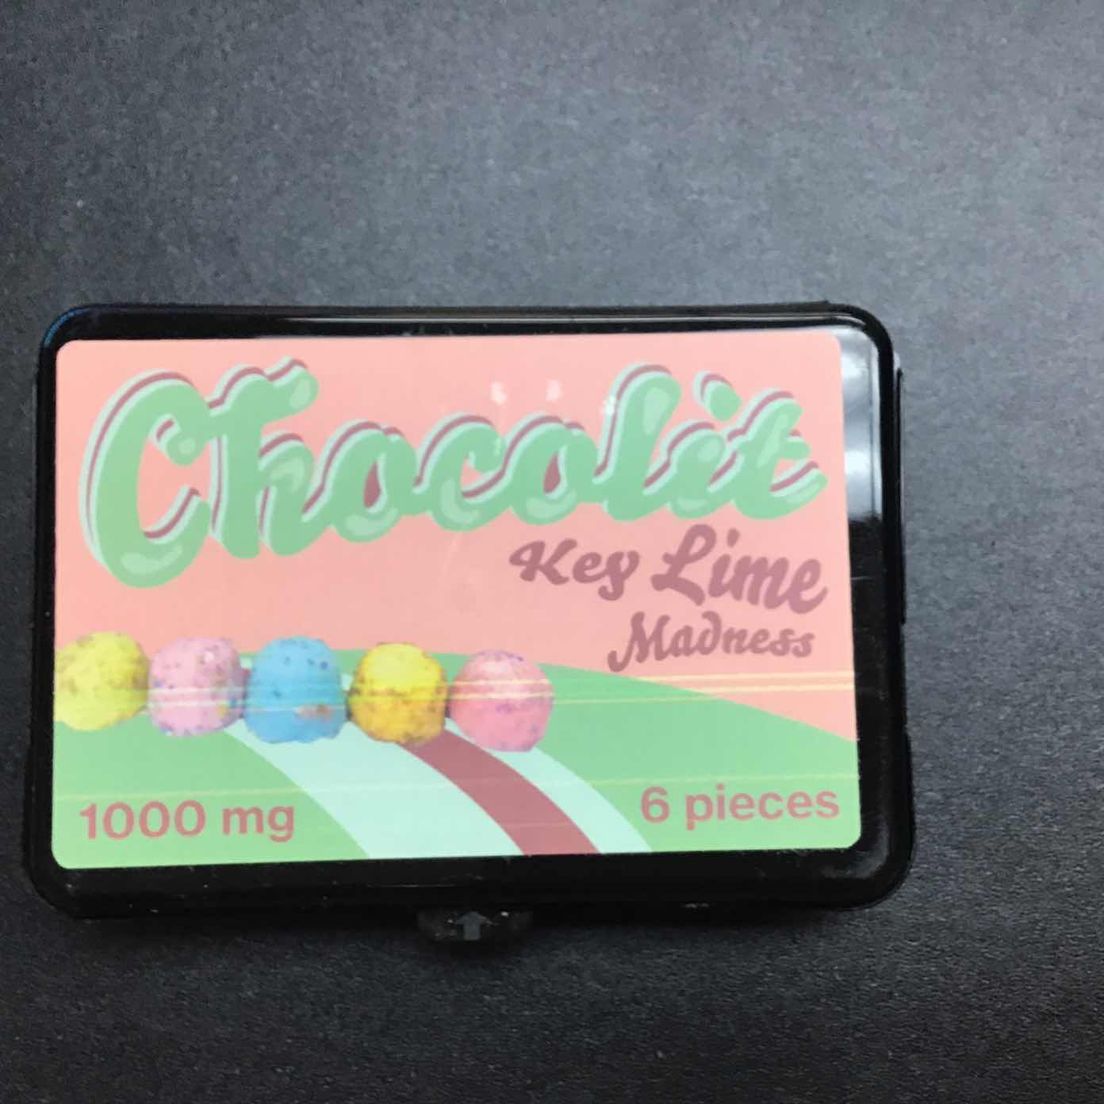 Chocolit
Key Lime
Madness
1000 mg
6 pieces